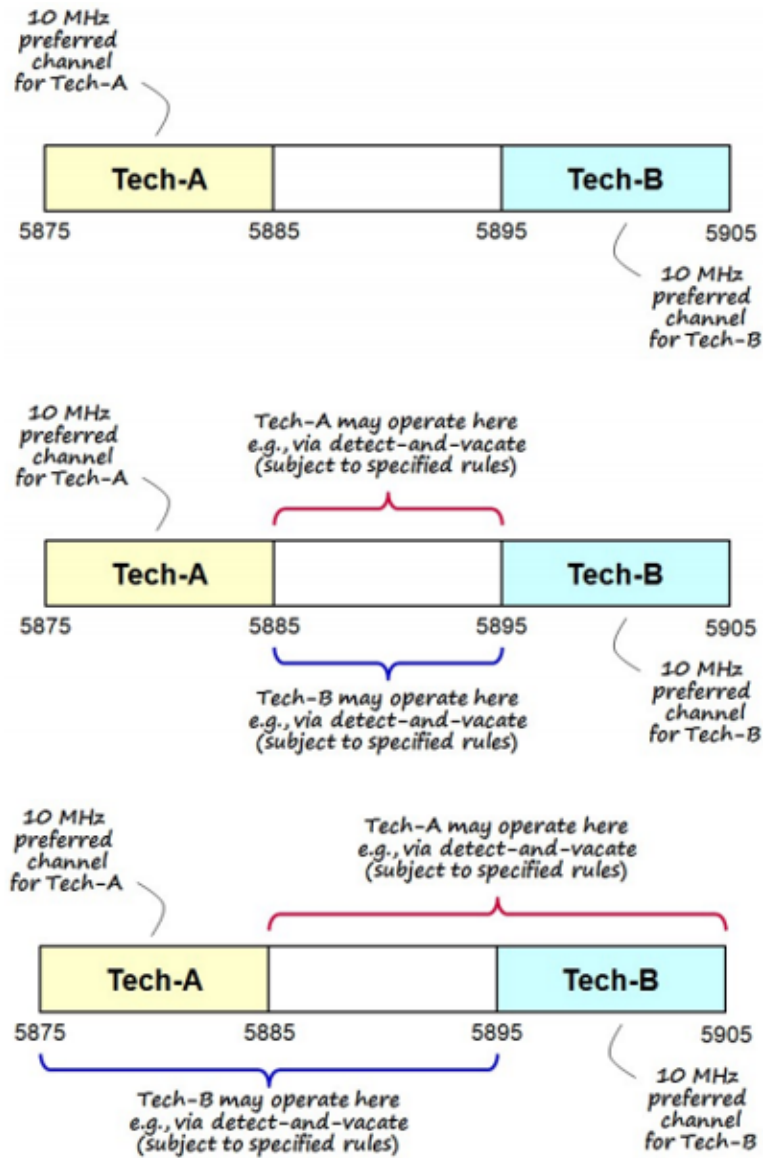 10 MHz
preferred
channel
for Tech-A
Tech-A
Tech-B
5875
5885
5895
5905
10 MHz
preferred
channel
for Tech-B
10 MHz
preferred
channel
for Tech-A
Tech-A may operate here
e.g., via detect-and-vacate
(subject to specified rules)
Tech-A
Tech-B
5875
5885
5895
5905
Tech-B may operate here
e.g., via detect-and-vacate
(subject to specified rules)
10 MHz
preferred
channel
for Tech-B
10 MHz
preferred
channel
for Tech-A
Tech-A may operate here
e.g., via detect-and-vacate
(subject to specified rules)
Tech-A
Tech-B
5875
5885
5895
5905
Tech-B may operate here
e.g., via detect-and-vacate
(subject to specified rules)
10 MHz
preferred
channel
for Tech-B